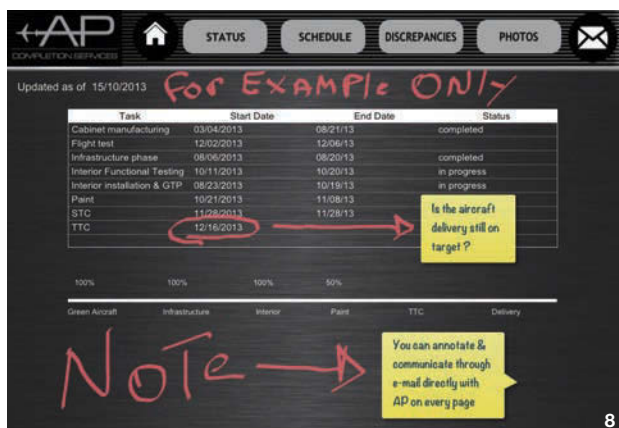 AP
COMPLETION SERVICES
STATUS SCHEDULE DISCREPANCIES PHOTOS
Updated as of 15/10/2013
FOR EXAMPLE ONLY
Task Start Date End Date Status
Cabinet manufacturing 03/04/2013 08/21/13 completed
Flight test 12/02/2013 12/06/13
Infrastructure phase 08/06/2013 08/20/13 completed
Interior Functional Testing 10/11/2013 10/20/13 in progress
Interior installation & GTP 08/23/2013 10/19/13 in progress
Paint 10/21/2013 11/08/13
STC 11/28/2013 11/28/13
TTC 12/16/2013
Is the aircraft
delivery still on
target ?
100% 100% 100% 50%
Green Aircraft Infrastructure Interior Paint TTC Delivery
NOTe
You can annotate &
communicate through
e-mail directly with
AP on every page
8